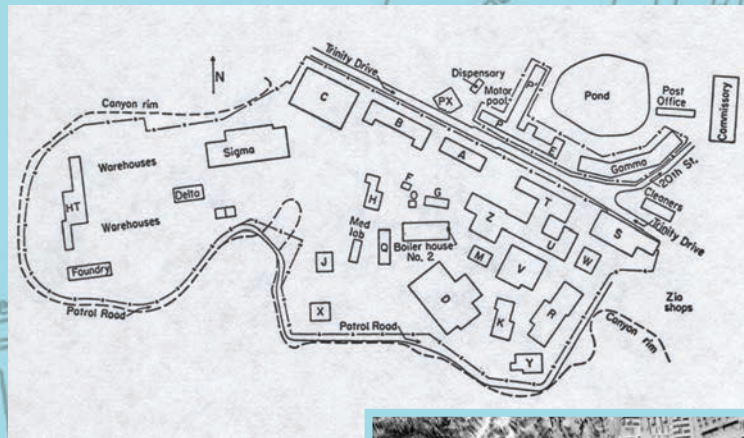 Trinity Drive
N
Dispensary
Motor pool
P'
PX
Pond
Post Office
Commissary
Canyon rim
C
B
P
E
Gamma
20th St.
Sigma
A
Warehouses
HT
Delta
Warehouses
Foundry
Patrol Road
H
F
G
Med lab
Q
Boiler house No. 2
Z
T
U
Cleaners
S
Trinity Drive
J
M
V
W
X
D
K
R
Zia shops
Patrol Road
Canyon rim
Y